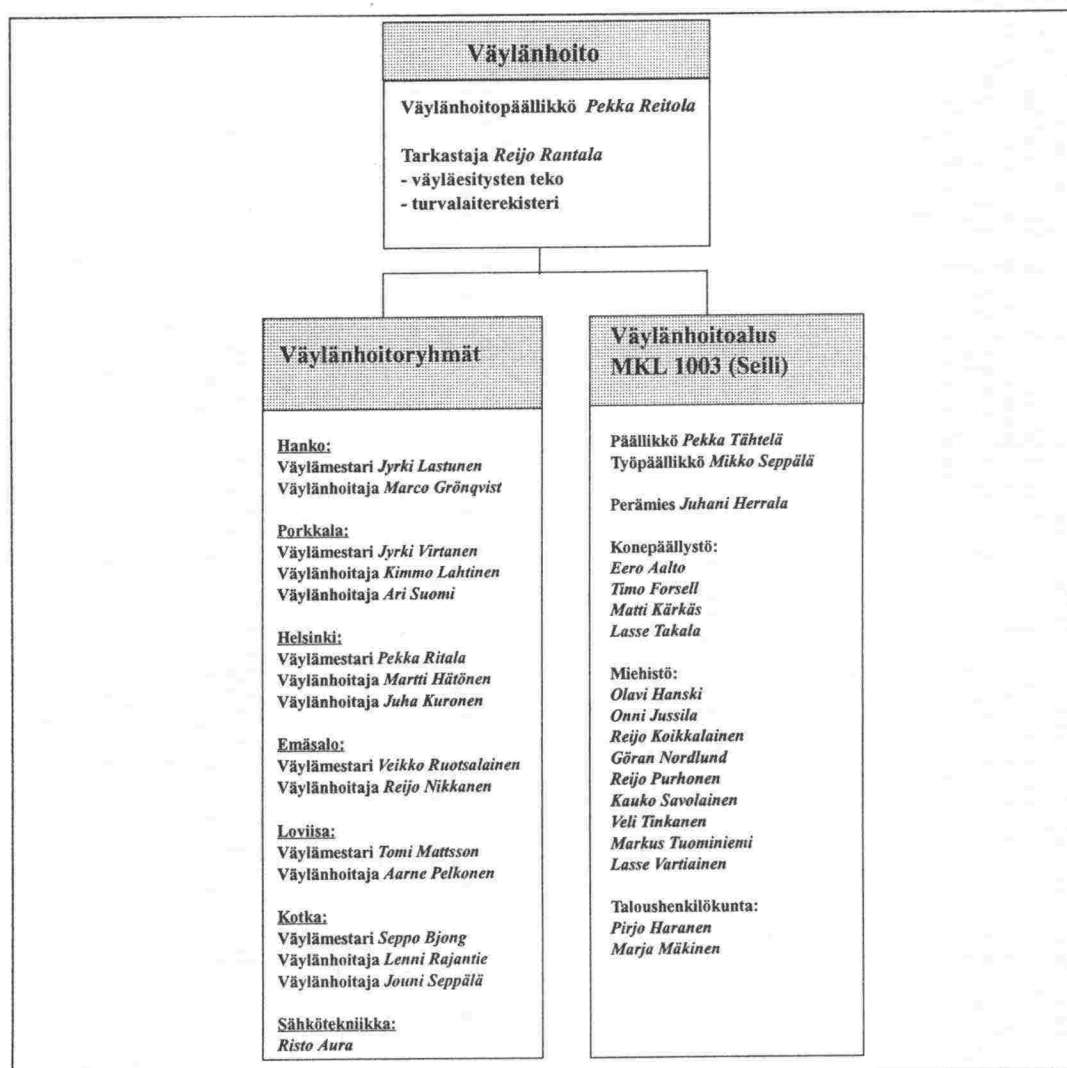 Väylänhoito
Väylänhoitopäällikkö Pekka Reitola
Tarkastaja Reijo Rantala
- väyläesitysten teko
- turvalaiterekisteri
Väylänhoitoryhmät
Hanko:
Väylämestari Jyrki Lastunen
Väylänhoitaja Marco Grönqvist
Porkkala:
Väylämestari Jyrki Virtanen
Väylänhoitaja Kimmo Lahtinen
Väylänhoitaja Ari Suomi
Helsinki:
Väylämestari Pekka Ritala
Väylänhoitaja Martti Hätönen
Väylänhoitaja Juha Kuronen
Emäsalo:
Väylämestari Veikko Ruotsalainen
Väylänhoitaja Reijo Nikkanen
Loviisa:
Väylämestari Tomi Mattsson
Väylänhoitaja Aarne Pelkonen
Kotka:
Väylämestari Seppo Bjong
Väylänhoitaja Lenni Rajantie
Väylänhoitaja Jouni Seppälä
Sähkötekniikka:
Risto Aura
Väylänhoitoalus
MKL 1003 (Seili)
Päällikkö Pekka Tähtelä
Työpäällikkö Mikko Seppälä
Perämies Juhani Herrala
Konepäällystö:
Eero Aalto
Timo Forsell
Matti Kärkäs
Lasse Takala
Miehistö:
Olavi Hanski
Onni Jussila
Reijo Koikkalainen
Göran Nordlund
Reijo Purhonen
Kauko Savolainen
Veli Tinkanen
Markus Tuominiemi
Lasse Vartiainen
Taloushenkilökunta:
Pirjo Haranen
Marja Mäkinen